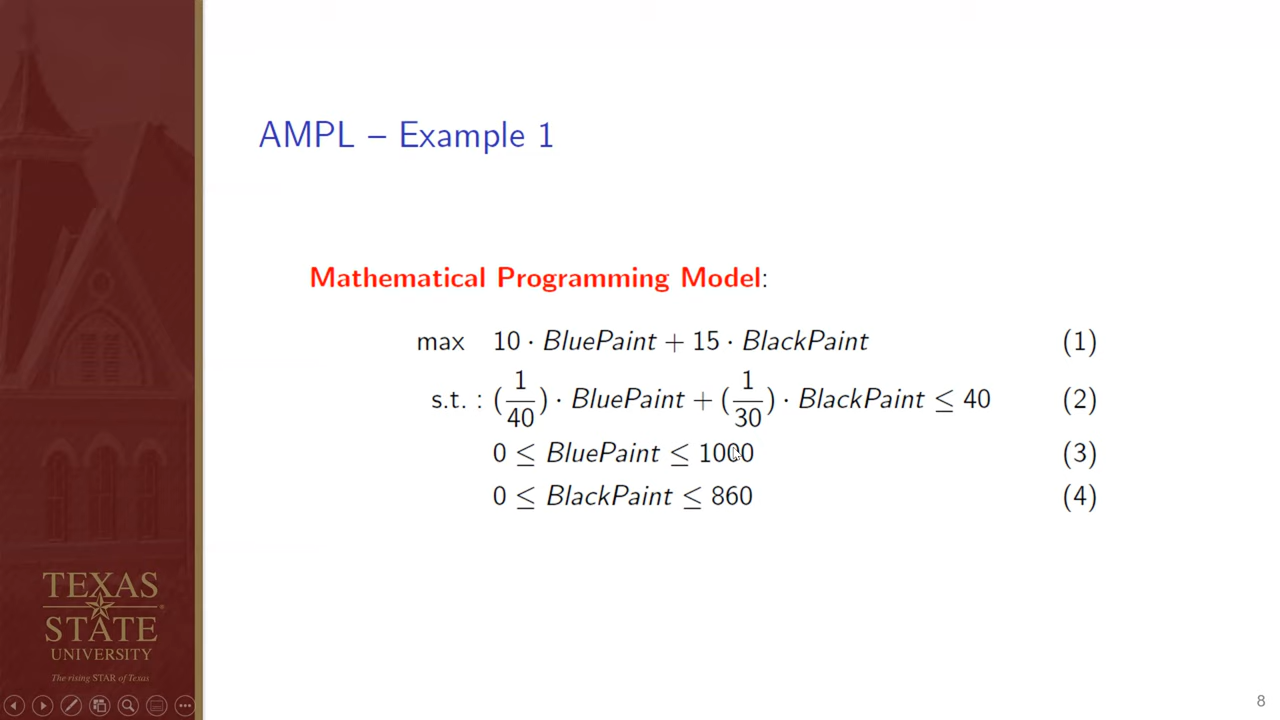 AMPL – Example 1
Mathematical Programming Model:
max 10 · BluePaint + 15 · BlackPaint (1)
s.t. : (1/40) · BluePaint + (1/30) · BlackPaint ≤ 40 (2)
0 ≤ BluePaint ≤ 1000 (3)
0 ≤ BlackPaint ≤ 860 (4)
TEXAS
STATE
UNIVERSITY
The rising STAR of Texas
8